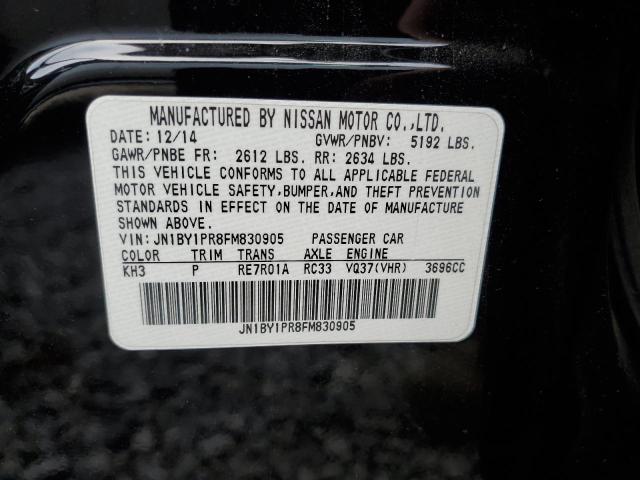 MANUFACTURED BY NISSAN MOTOR CO.,LTD.
DATE: 12/14 GVWR/PNBV: 5192 LBS.
GAWR/PNBE FR: 2612 LBS. RR: 2634 LBS.
THIS VEHICLE CONFORMS TO ALL APPLICABLE FEDERAL
MOTOR VEHICLE SAFETY,BUMPER,AND THEFT PREVENTION
STANDARDS IN EFFECT ON THE DATE OF MANUFACTURE
SHOWN ABOVE.
VIN: JN1BY1PR8FM830905 PASSENGER CAR
COLOR TRIM TRANS AXLE ENGINE
KH3 P RE7R01A RC33 VQ37(VHR) 3696CC
JN1BY1PR8FM830905